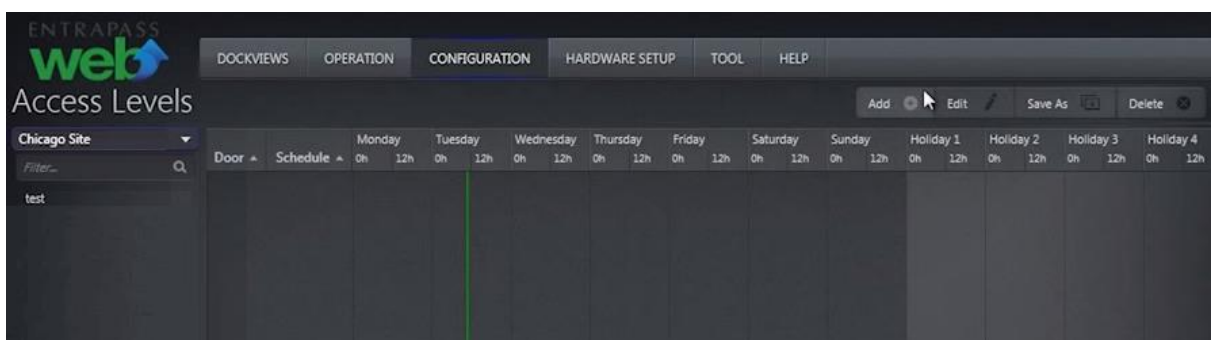 ENTRAPASS
web
DOCKVIEWS OPERATION CONFIGURATION HARDWARE SETUP TOOL HELP
Access Levels
Add Edit Save As Delete
Chicago Site
Filter...
Door Schedule
Monday Tuesday Wednesday Thursday Friday Saturday Sunday Holiday 1 Holiday 2 Holiday 3 Holiday 4
0h 12h 0h 12h 0h 12h 0h 12h 0h 12h 0h 12h 0h 12h 0h 12h 0h 12h 0h 12h 0h 12h
test